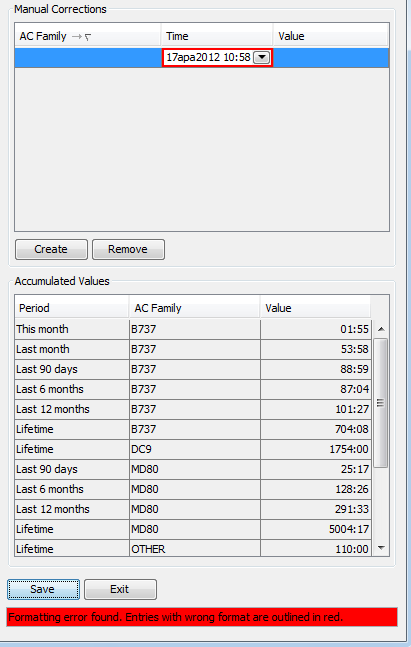 Manual Corrections
AC Family Time Value
17apa2012 10:58
Create Remove
Accumulated Values
Period AC Family Value
This month B737 01:55
Last month B737 53:58
Last 90 days B737 88:59
Last 6 months B737 87:04
Last 12 months B737 101:27
Lifetime B737 704:08
Lifetime DC9 1754:00
Last 90 days MD80 25:17
Last 6 months MD80 128:26
Last 12 months MD80 291:33
Lifetime MD80 5004:17
Lifetime OTHER 110:00
Save Exit
Formatting error found. Entries with wrong format are outlined in red.